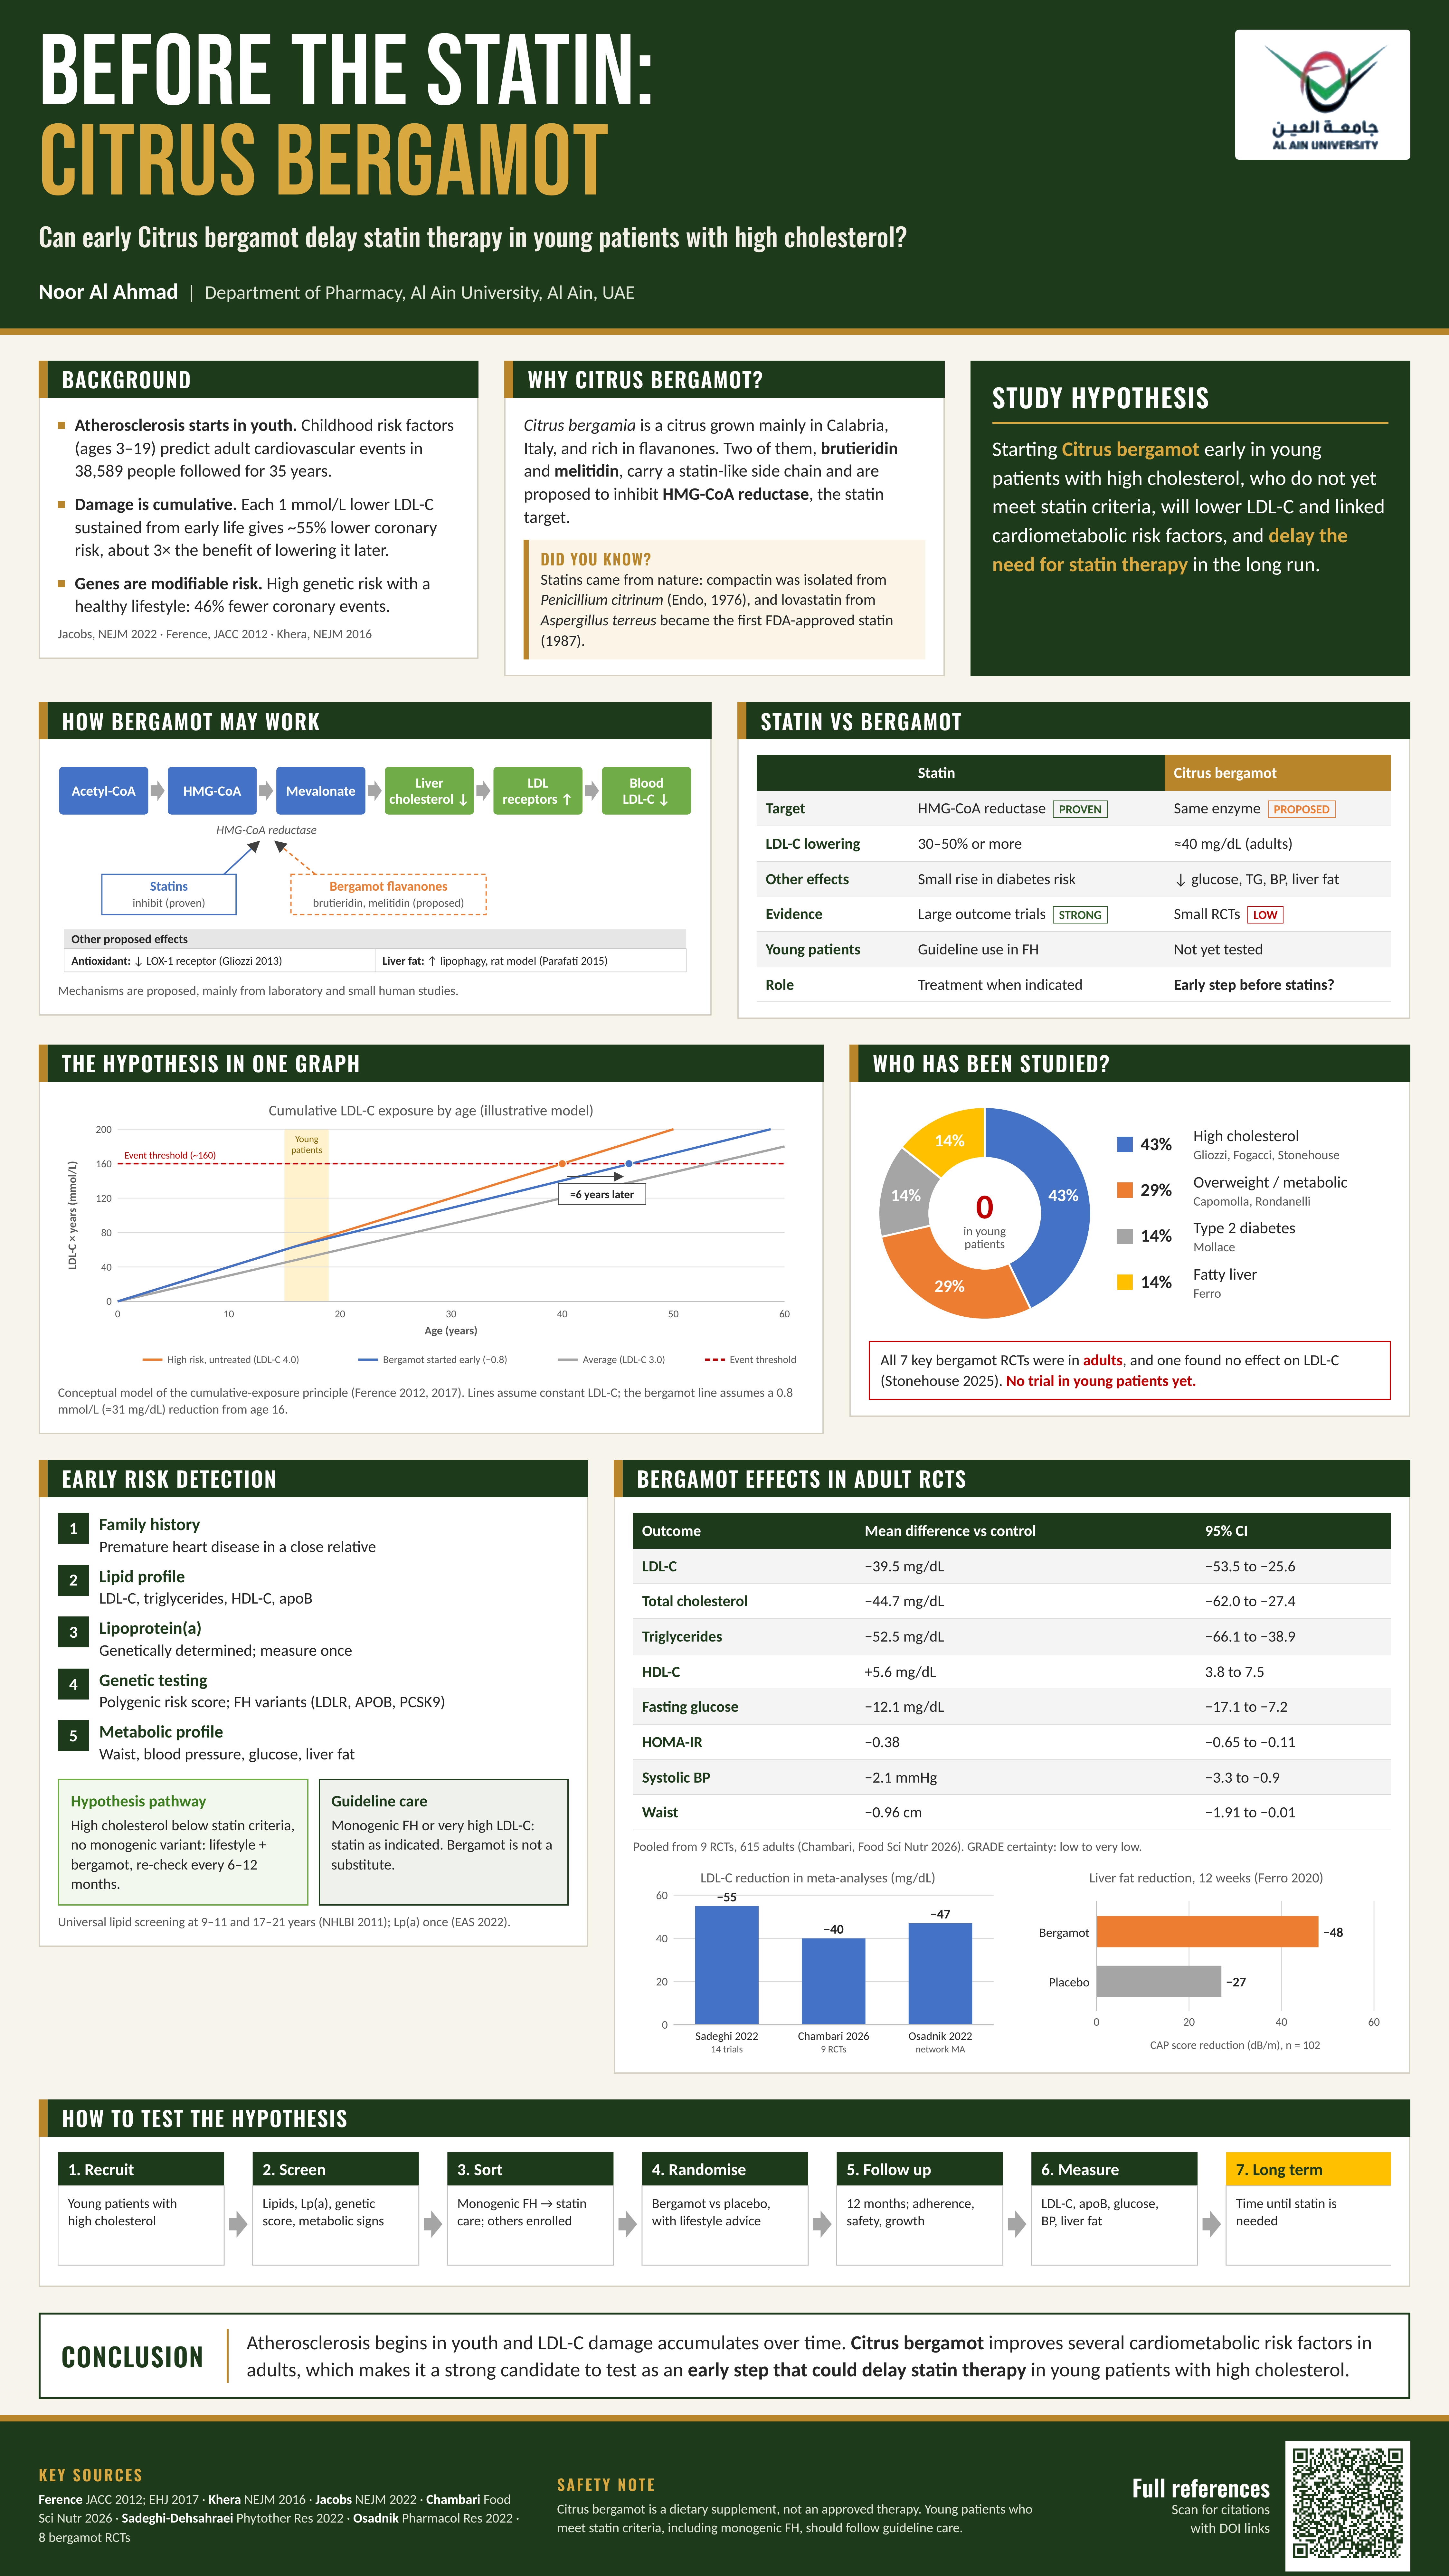 BEFORE THE STATIN:
CITRUS BERGAMOT
جامعة العين
AL AIN UNIVERSITY
Can early Citrus bergamot delay statin therapy in young patients with high cholesterol?
Noor Al Ahmad | Department of Pharmacy, Al Ain University, Al Ain, UAE
BACKGROUND
Atherosclerosis starts in youth. Childhood risk factors
(ages 3–19) predict adult cardiovascular events in
38,589 people followed for 35 years.
Damage is cumulative. Each 1 mmol/L lower LDL-C
sustained from early life gives ~55% lower coronary
risk, about 3× the benefit of lowering it later.
Genes are modifiable risk. High genetic risk with a
healthy lifestyle: 46% fewer coronary events.
Jacobs, NEJM 2022 · Ference, JACC 2012 · Khera, NEJM 2016
WHY CITRUS BERGAMOT?
Citrus bergamia is a citrus grown mainly in Calabria,
Italy, and rich in flavanones. Two of them, brutieridin
and melitidin, carry a statin-like side chain and are
proposed to inhibit HMG-CoA reductase, the statin
target.
DID YOU KNOW?
Statins came from nature: compactin was isolated from
Penicillium citrinum (Endo, 1976), and lovastatin from
Aspergillus terreus became the first FDA-approved statin
(1987).
STUDY HYPOTHESIS
Starting Citrus bergamot early in young
patients with high cholesterol, who do not yet
meet statin criteria, will lower LDL-C and linked
cardiometabolic risk factors, and delay the
need for statin therapy in the long run.
HOW BERGAMOT MAY WORK
Acetyl-CoA
HMG-CoA
Mevalonate
Liver
cholesterol ↓
LDL
receptors ↑
Blood
LDL-C ↓
HMG-CoA reductase
Statins
inhibit (proven)
Bergamot flavanones
brutieridin, melitidin (proposed)
Other proposed effects
Antioxidant: ↓ LOX-1 receptor (Gliozzi 2013)
Liver fat: ↑ lipophagy, rat model (Parafati 2015)
Mechanisms are proposed, mainly from laboratory and small human studies.
STATIN VS BERGAMOT
Statin Citrus bergamot
Target HMG-CoA reductase PROVEN Same enzyme PROPOSED
LDL-C lowering 30–50% or more ≈40 mg/dL (adults)
Other effects Small rise in diabetes risk ↓ glucose, TG, BP, liver fat
Evidence Large outcome trials STRONG Small RCTs LOW
Young patients Guideline use in FH Not yet tested
Role Treatment when indicated Early step before statins?
THE HYPOTHESIS IN ONE GRAPH
Cumulative LDL-C exposure by age (illustrative model)
LDL-C × years (mmol/L)
200
160
120
80
40
0
Event threshold (~160)
Young
patients
≈6 years later
0 10 20 30 40 50 60
Age (years)
High risk, untreated (LDL-C 4.0) Bergamot started early (−0.8) Average (LDL-C 3.0) Event threshold
Conceptual model of the cumulative-exposure principle (Ference 2012, 2017). Lines assume constant LDL-C; the bergamot line assumes a 0.8
mmol/L (≈31 mg/dL) reduction from age 16.
WHO HAS BEEN STUDIED?
14%
14%
43%
29%
0
in young
patients
43% High cholesterol
Gliozzi, Fogacci, Stonehouse
29% Overweight / metabolic
Capomolla, Rondanelli
14% Type 2 diabetes
Mollace
14% Fatty liver
Ferro
All 7 key bergamot RCTs were in adults, and one found no effect on LDL-C
(Stonehouse 2025). No trial in young patients yet.
EARLY RISK DETECTION
1 Family history
Premature heart disease in a close relative
2 Lipid profile
LDL-C, triglycerides, HDL-C, apoB
3 Lipoprotein(a)
Genetically determined; measure once
4 Genetic testing
Polygenic risk score; FH variants (LDLR, APOB, PCSK9)
5 Metabolic profile
Waist, blood pressure, glucose, liver fat
Hypothesis pathway
High cholesterol below statin criteria,
no monogenic variant: lifestyle +
bergamot, re-check every 6–12
months.
Guideline care
Monogenic FH or very high LDL-C:
statin as indicated. Bergamot is not a
substitute.
Universal lipid screening at 9–11 and 17–21 years (NHLBI 2011); Lp(a) once (EAS 2022).
BERGAMOT EFFECTS IN ADULT RCTS
Outcome Mean difference vs control 95% CI
LDL-C −39.5 mg/dL −53.5 to −25.6
Total cholesterol −44.7 mg/dL −62.0 to −27.4
Triglycerides −52.5 mg/dL −66.1 to −38.9
HDL-C +5.6 mg/dL 3.8 to 7.5
Fasting glucose −12.1 mg/dL −17.1 to −7.2
HOMA-IR −0.38 −0.65 to −0.11
Systolic BP −2.1 mmHg −3.3 to −0.9
Waist −0.96 cm −1.91 to −0.01
Pooled from 9 RCTs, 615 adults (Chambari, Food Sci Nutr 2026). GRADE certainty: low to very low.
LDL-C reduction in meta-analyses (mg/dL)
60
40
20
0
−55
−40
−47
Sadeghi 2022 Chambari 2026 Osadnik 2022
14 trials 9 RCTs network MA
Liver fat reduction, 12 weeks (Ferro 2020)
Bergamot −48
Placebo −27
0 20 40 60
CAP score reduction (dB/m), n = 102
HOW TO TEST THE HYPOTHESIS
1. Recruit
Young patients with
high cholesterol
2. Screen
Lipids, Lp(a), genetic
score, metabolic signs
3. Sort
Monogenic FH → statin
care; others enrolled
4. Randomise
Bergamot vs placebo,
with lifestyle advice
5. Follow up
12 months; adherence,
safety, growth
6. Measure
LDL-C, apoB, glucose,
BP, liver fat
7. Long term
Time until statin is
needed
CONCLUSION
Atherosclerosis begins in youth and LDL-C damage accumulates over time. Citrus bergamot improves several cardiometabolic risk factors in
adults, which makes it a strong candidate to test as an early step that could delay statin therapy in young patients with high cholesterol.
KEY SOURCES
Ference JACC 2012; EHJ 2017 · Khera NEJM 2016 · Jacobs NEJM 2022 · Chambari Food
Sci Nutr 2026 · Sadeghi-Dehsahraei Phytother Res 2022 · Osadnik Pharmacol Res 2022 ·
8 bergamot RCTs
SAFETY NOTE
Citrus bergamot is a dietary supplement, not an approved therapy. Young patients who
meet statin criteria, including monogenic FH, should follow guideline care.
Full references
Scan for citations
with DOI links